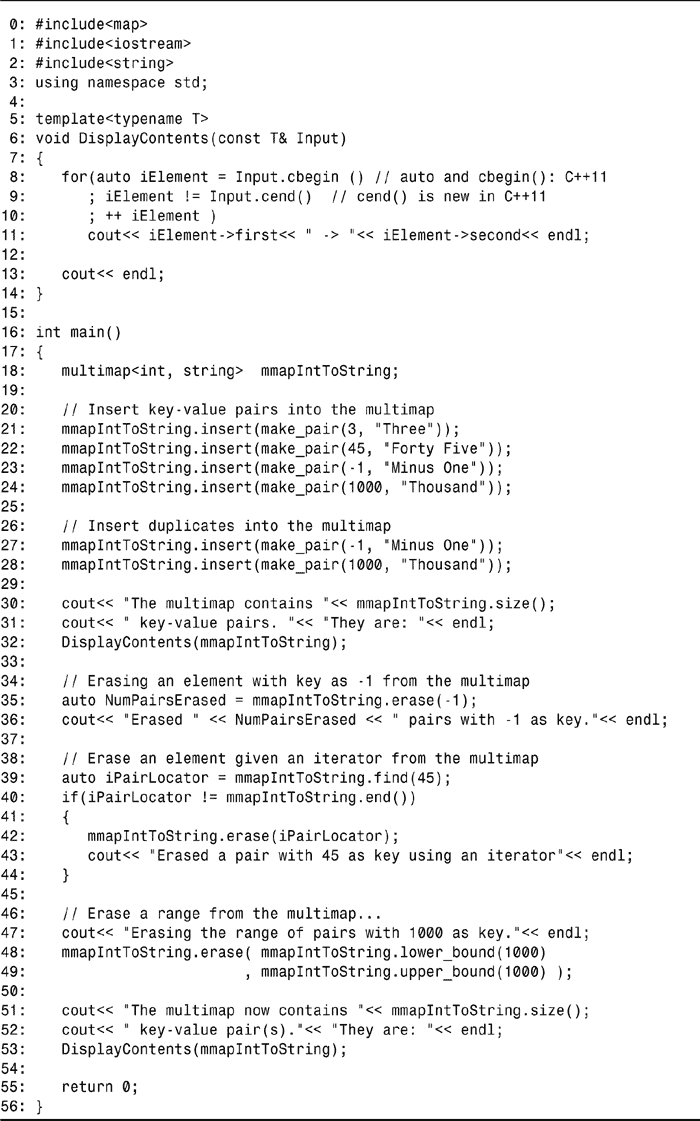 0: #include<map>
1: #include<iostream>
2: #include<string>
3: using namespace std;
4:
5: template<typename T>
6: void DisplayContents(const T& Input)
7: {
8:    for(auto iElement = Input.cbegin () // auto and cbegin(): C++11
9:       ; iElement != Input.cend()  // cend() is new in C++11
10:       ; ++ iElement )
11:       cout<< iElement->first<< " -> "<< iElement->second<< endl;
12:
13:    cout<< endl;
14: }
15:
16: int main()
17: {
18:    multimap<int, string>  mmapIntToString;
19:
20:    // Insert key-value pairs into the multimap
21:    mmapIntToString.insert(make_pair(3, "Three"));
22:    mmapIntToString.insert(make_pair(45, "Forty Five"));
23:    mmapIntToString.insert(make_pair(-1, "Minus One"));
24:    mmapIntToString.insert(make_pair(1000, "Thousand"));
25:
26:    // Insert duplicates into the multimap
27:    mmapIntToString.insert(make_pair(-1, "Minus One"));
28:    mmapIntToString.insert(make_pair(1000, "Thousand"));
29:
30:    cout<< "The multimap contains "<< mmapIntToString.size();
31:    cout<< " key-value pairs. "<< "They are: "<< endl;
32:    DisplayContents(mmapIntToString);
33:
34:    // Erasing an element with key as -1 from the multimap
35:    auto NumPairsErased = mmapIntToString.erase(-1);
36:    cout<< "Erased " << NumPairsErased << " pairs with -1 as key."<< endl;
37:
38:    // Erase an element given an iterator from the multimap
39:    auto iPairLocator = mmapIntToString.find(45);
40:    if(iPairLocator != mmapIntToString.end())
41:    {
42:       mmapIntToString.erase(iPairLocator);
43:       cout<< "Erased a pair with 45 as key using an iterator"<< endl;
44:    }
45:
46:    // Erase a range from the multimap...
47:    cout<< "Erasing the range of pairs with 1000 as key."<< endl;
48:    mmapIntToString.erase( mmapIntToString.lower_bound(1000)
49:                         , mmapIntToString.upper_bound(1000) );
50:
51:    cout<< "The multimap now contains "<< mmapIntToString.size();
52:    cout<< " key-value pair(s)."<< "They are: "<< endl;
53:    DisplayContents(mmapIntToString);
54:
55:    return 0;
56: }